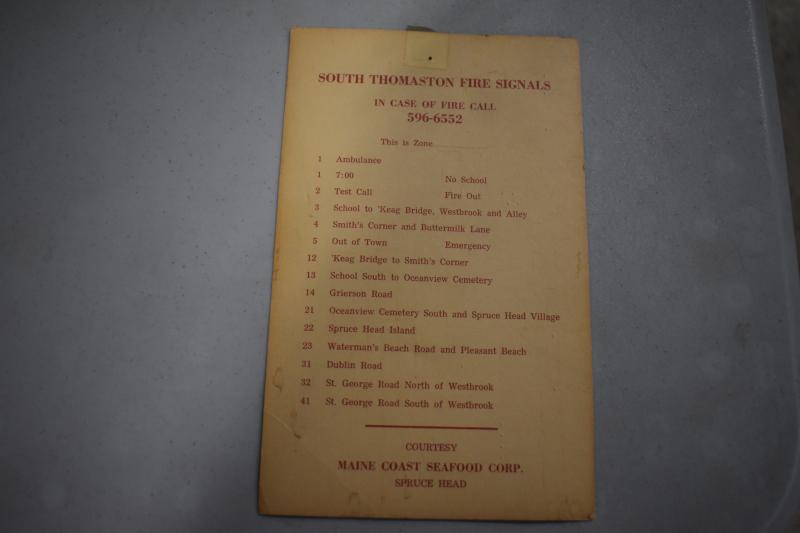 SOUTH THOMASTON FIRE SIGNALS
IN CASE OF FIRE CALL
596-6552
This is Zone
1 Ambulance
1 7:00 No School
2 Test Call Fire Out
3 School to 'Keag Bridge, Westbrook and Alley
4 Smith's Corner and Buttermilk Lane
5 Out of Town Emergency
12 'Keag Bridge to Smith's Corner
13 School South to Oceanview Cemetery
14 Grierson Road
21 Oceanview Cemetery South and Spruce Head Village
22 Spruce Head Island
23 Waterman's Beach Road and Pleasant Beach
31 Dublin Road
32 St. George Road North of Westbrook
41 St. George Road South of Westbrook
COURTESY
MAINE COAST SEAFOOD CORP.
SPRUCE HEAD